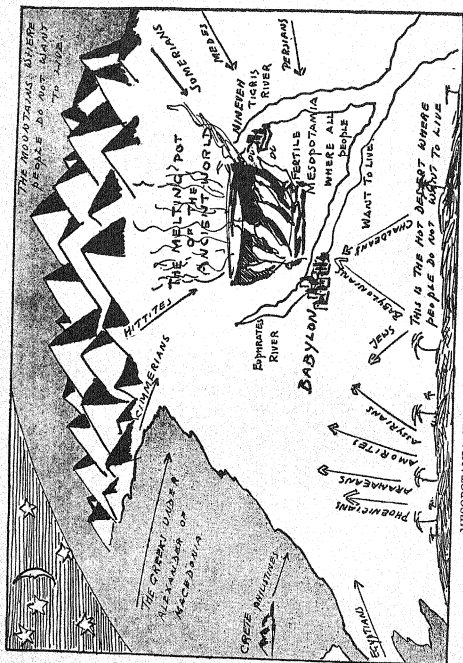 THE MOUNTAINS WHERE
PEOPLE DO NOT WANT
TO LIVE.
SOMERIANS
MEDES
PERSIANS
NINEVEH
TIGRIS
RIVER
THE MELTING POT
OF THE
ANCIENT WORLD
FERTILE
MESOPOTAMIA
WHERE ALL
PEOPLE
WANT TO LIVE
HITTITES
CIMMERIANS
EUPHRATES
RIVER
BABYLON
CHALDEANS
BABYLONIANS
JEWS
THIS IS THE HOT DESERT WHERE
PEOPLE DO NOT WANT TO LIVE
ASSYRIANS
AMORITES
ARAMAEANS
PHOENICIANS
THE GREEKS UNDER
ALEXANDER OF
MACEDONIA
CRETE
PHILISTINES
EGYPTIANS